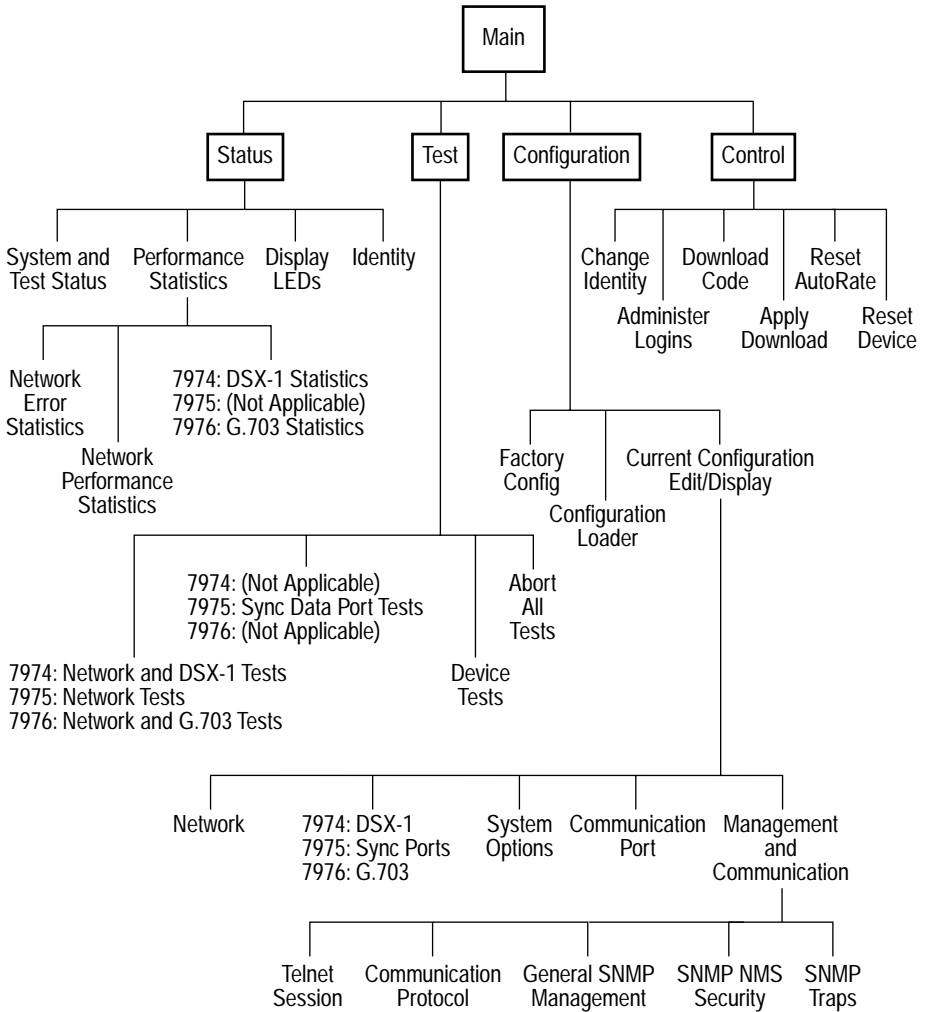 Main
Status
Test
Configuration
Control
System and
Test Status
Performance
Statistics
Display
LEDs
Identity
Change
Identity
Administer
Logins
Download
Code
Apply
Download
Reset
AutoRate
Reset
Device
Network
Error
Statistics
Network
Performance
Statistics
7974: DSX-1 Statistics
7975: (Not Applicable)
7976: G.703 Statistics
Factory
Config
Configuration
Loader
Current Configuration
Edit/Display
7974: Network and DSX-1 Tests
7975: Network Tests
7976: Network and G.703 Tests
7974: (Not Applicable)
7975: Sync Data Port Tests
7976: (Not Applicable)
Device
Tests
Abort
All
Tests
Network
7974: DSX-1
7975: Sync Ports
7976: G.703
System
Options
Communication
Port
Management
and
Communication
Telnet
Session
Communication
Protocol
General SNMP
Management
SNMP NMS
Security
SNMP
Traps